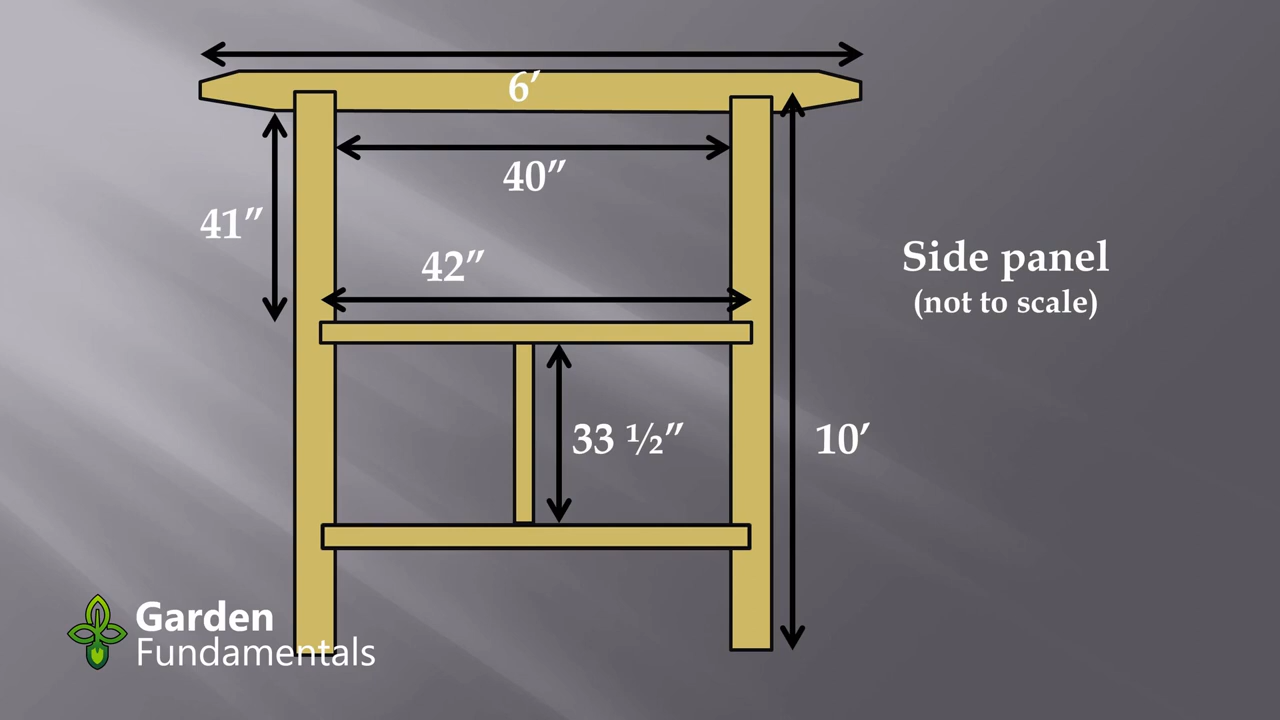 6′
40″
41″
42″
Side panel
(not to scale)
33 ½″
10′
Garden
Fundamentals